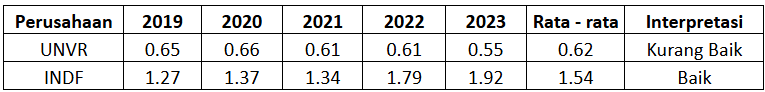 Perusahaan 2019 2020 2021 2022 2023 Rata - rata Interpretasi
UNVR 0.65 0.66 0.61 0.61 0.55 0.62 Kurang Baik
INDF 1.27 1.37 1.34 1.79 1.92 1.54 Baik